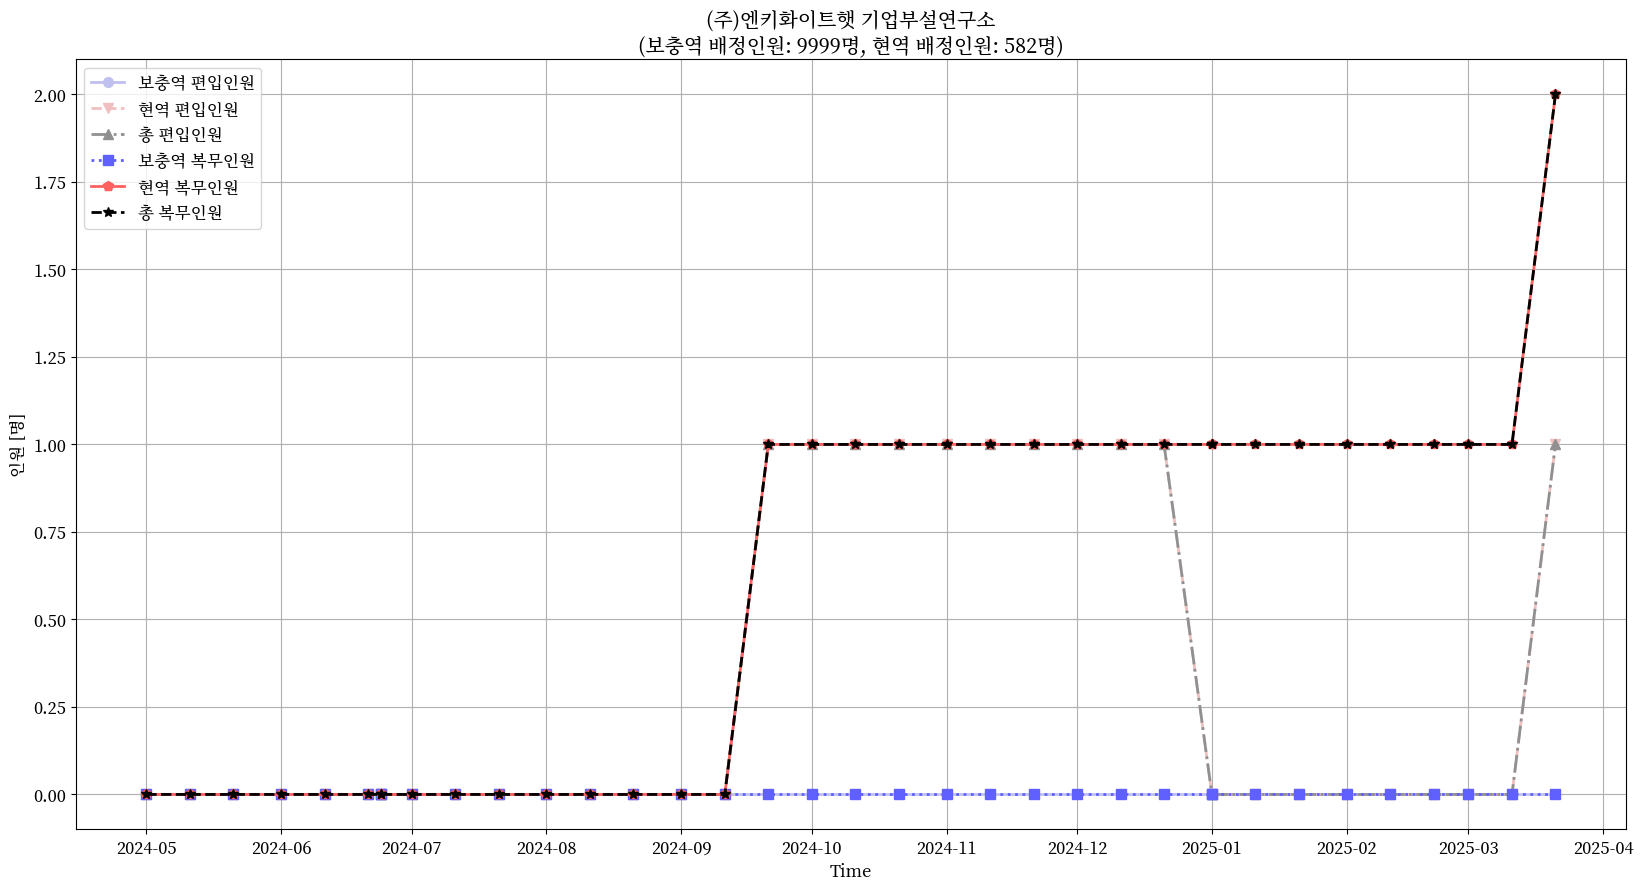 (주)엔키화이트햇 기업부설연구소
(보충역 배정인원: 9999명, 현역 배정인원: 582명)
보충역 편입인원
현역 편입인원
총 편입인원
보충역 복무인원
현역 복무인원
총 복무인원
2.00
1.75
1.50
1.25
1.00
0.75
0.50
0.25
0.00
인원 [명]
2024-05 2024-06 2024-07 2024-08 2024-09 2024-10 2024-11 2024-12 2025-01 2025-02 2025-03 2025-04
Time